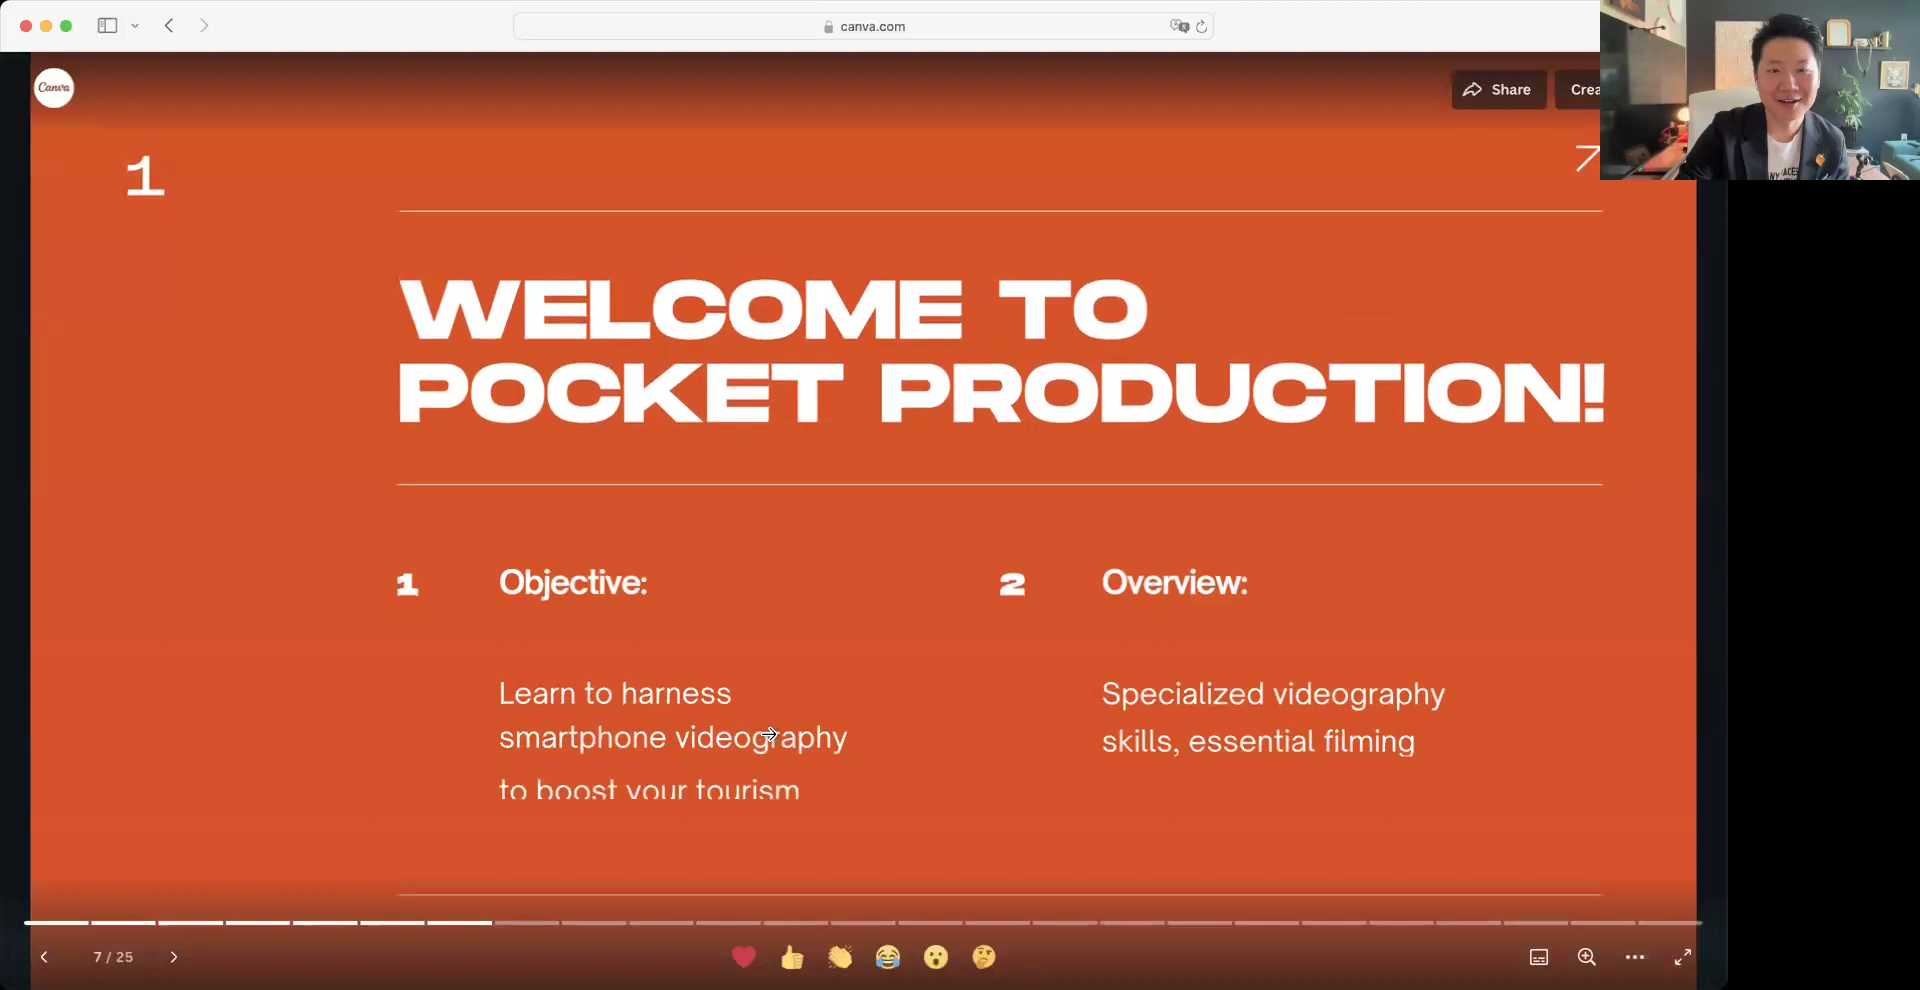 canva.com
Canva
Share
Crea
1
7
WELCOME TO
POCKET PRODUCTION!
1
Objective:
2
Overview:
Learn to harness
smartphone videography
to boost your tourism
Specialized videography
skills, essential filming
7 / 25